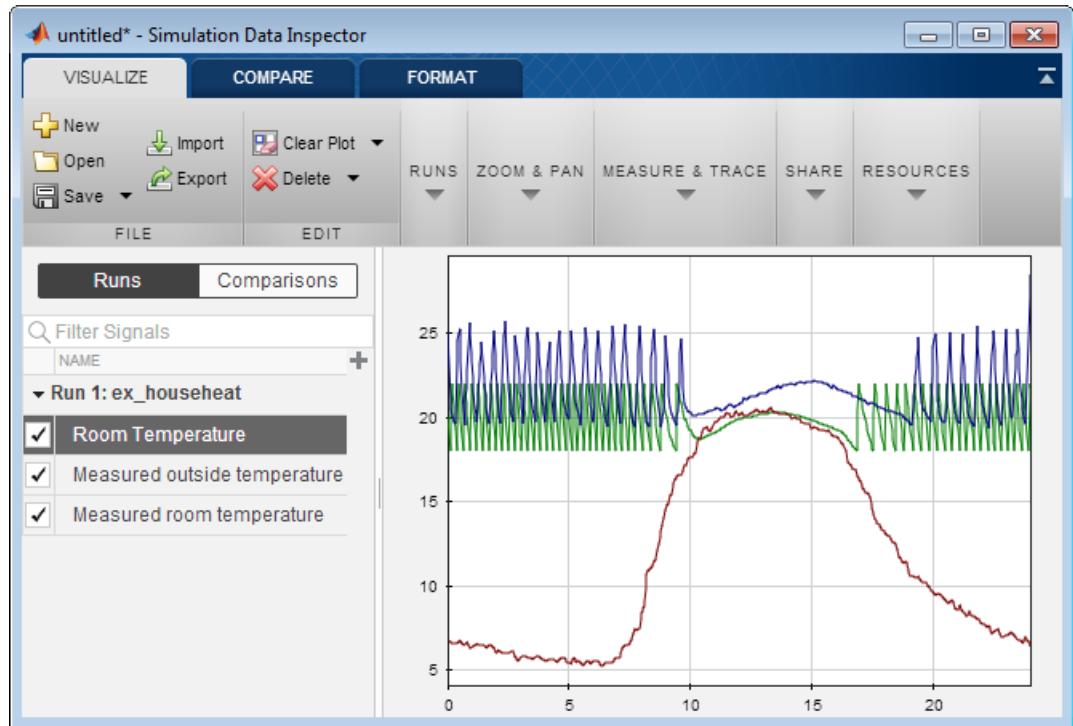 untitled* - Simulation Data Inspector
VISUALIZE COMPARE FORMAT
New
Open
Save
Import
Export
FILE
Clear Plot
Delete
EDIT
RUNS ZOOM & PAN MEASURE & TRACE SHARE RESOURCES
Runs Comparisons
Filter Signals
NAME
Run 1: ex_househeat
Room Temperature
Measured outside temperature
Measured room temperature
25
20
15
10
5
0 5 10 15 20